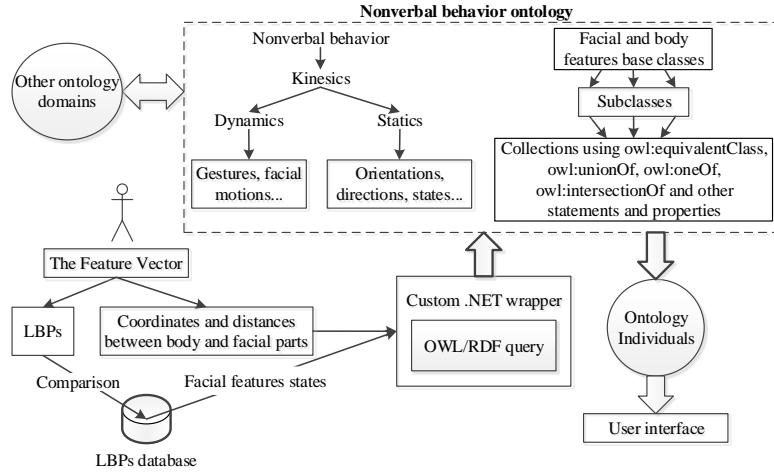 Nonverbal behavior ontology
Other ontology
domains
Nonverbal behavior
Kinesics
Dynamics
Statics
Gestures, facial
motions...
Orientations,
directions, states...
Facial and body
features base classes
Subclasses
Collections using owl:equivalentClass,
owl:unionOf, owl:oneOf,
owl:intersectionOf and other
statements and properties
The Feature Vector
LBPs
Coordinates and distances
between body and facial parts
Comparison
Facial features states
LBPs database
Custom .NET wrapper
OWL/RDF query
Ontology
Individuals
User interface